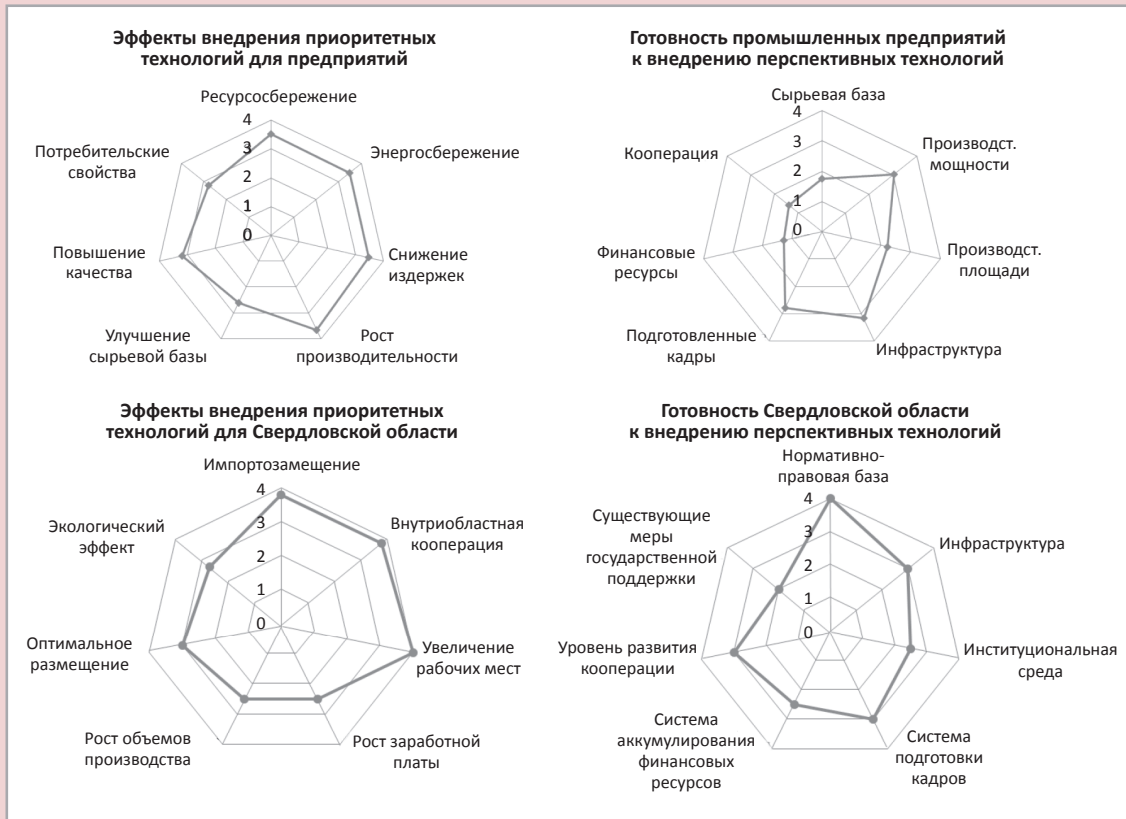 Эффекты внедрения приоритетных
технологий для предприятий
Ресурсосбережение
Энергосбережение
Снижение
издержек
Рост
производительности
Улучшение
сырьевой базы
Повышение
качества
Потребительские
свойства
4
3
2
1
0
Готовность промышленных предприятий
к внедрению перспективных технологий
Сырьевая база
Производст.
мощности
Производст.
площади
Инфраструктура
Подготовленные
кадры
Финансовые
ресурсы
Кооперация
4
3
2
1
0
Эффекты внедрения приоритетных
технологий для Свердловской области
Импортозамещение
Внутриобластная
кооперация
Увеличение
рабочих мест
Рост заработной
платы
Рост объемов
производства
Оптимальное
размещение
Экологический
эффект
4
3
2
1
0
Готовность Свердловской области
к внедрению перспективных технологий
Нормативно-
правовая база
Инфраструктура
Институциональная
среда
Система
подготовки
кадров
Система
аккумулирования
финансовых
ресурсов
Уровень развития
кооперации
Существующие
меры
государственной
поддержки
4
3
2
1
0